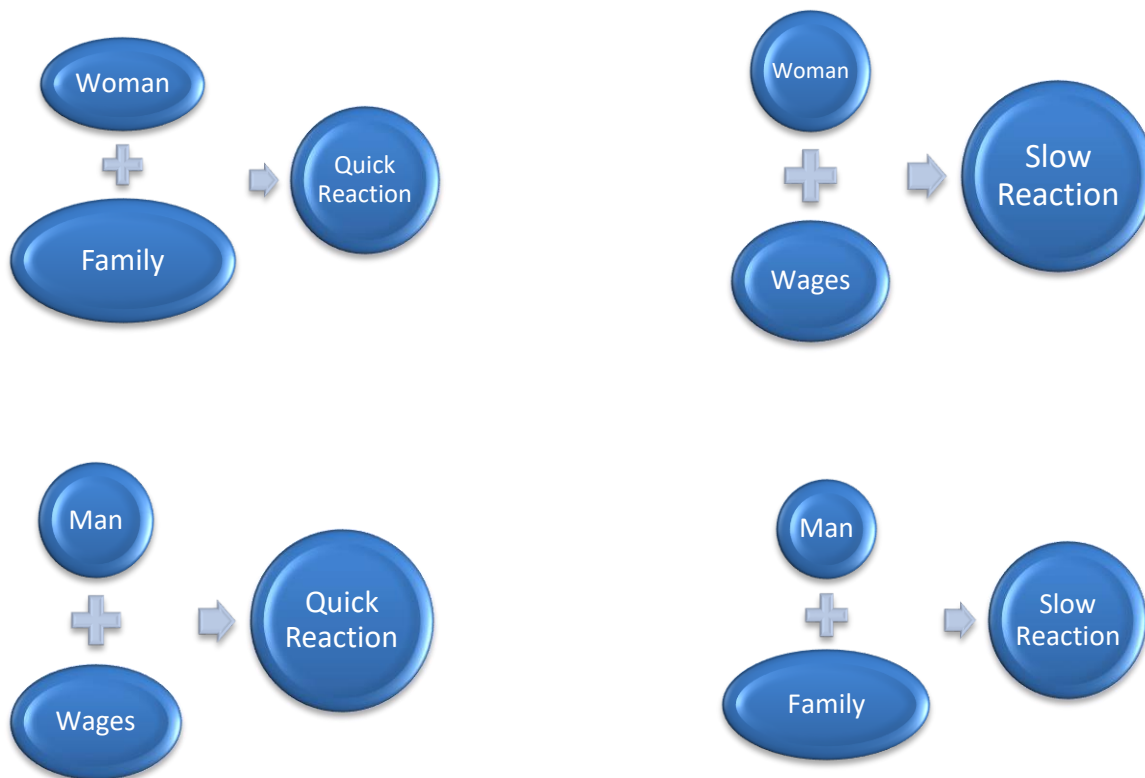 Woman
Family
Quick
Reaction
Woman
Wages
Slow
Reaction
Man
Wages
Quick
Reaction
Man
Family
Slow
Reaction